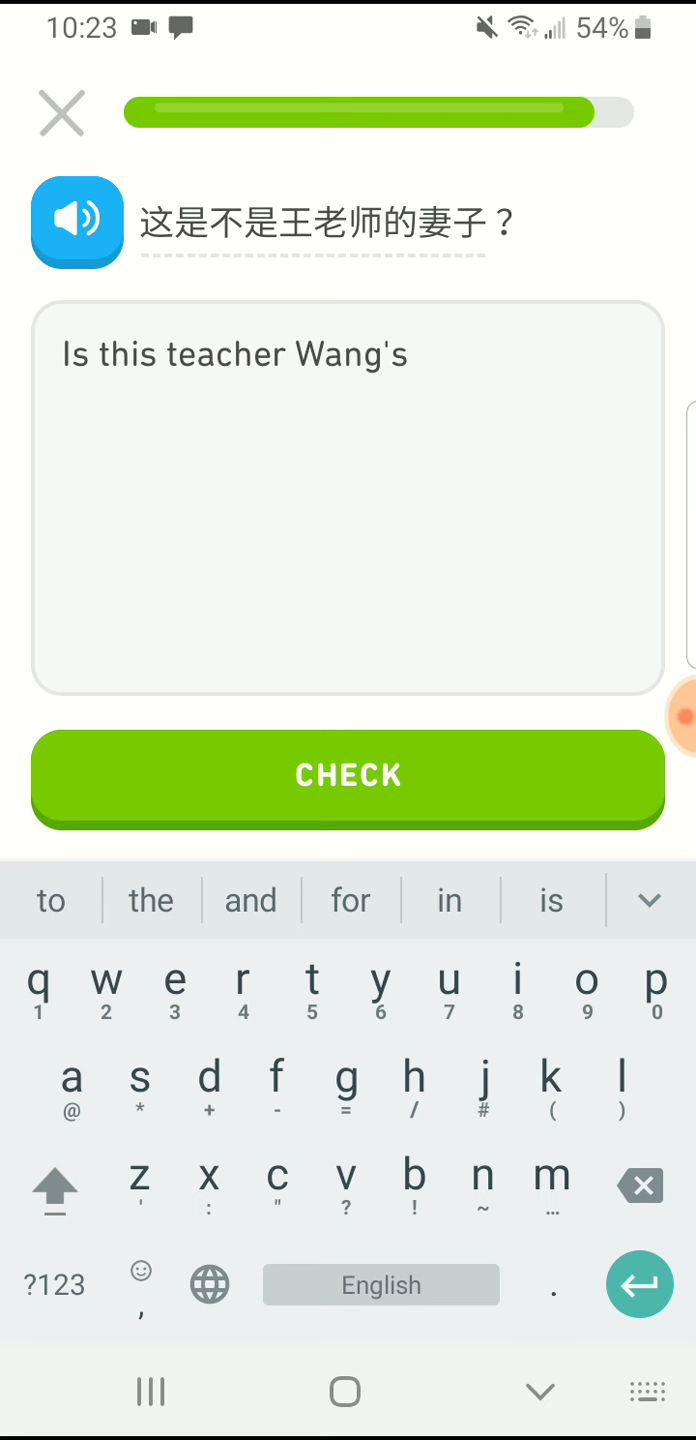 10:23 54%
这是不是王老师的妻子？
Is this teacher Wang's
CHECK
to the and for in is
q w e r t y u i o p
1 2 3 4 5 6 7 8 9 0
a s d f g h j k l
@ * + - = / # ( )
z x c v b n m
' : " ? ! ~ …
?123 , English .